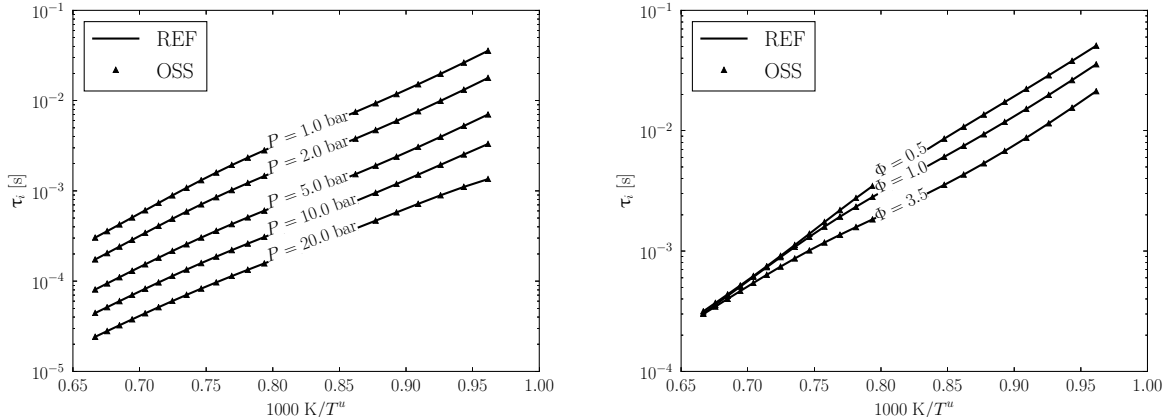 10⁻¹
10⁻²
10⁻³
10⁻⁴
10⁻⁵
τᵢ [s]
REF
OSS
P = 1.0 bar
P = 2.0 bar
P = 5.0 bar
P = 10.0 bar
P = 20.0 bar
0.65 0.70 0.75 0.80 0.85 0.90 0.95 1.00
1000 K/Tᵘ
10⁻¹
10⁻²
10⁻³
10⁻⁴
τᵢ [s]
REF
OSS
Φ = 0.5
Φ = 1.0
Φ = 3.5
0.65 0.70 0.75 0.80 0.85 0.90 0.95 1.00
1000 K/Tᵘ